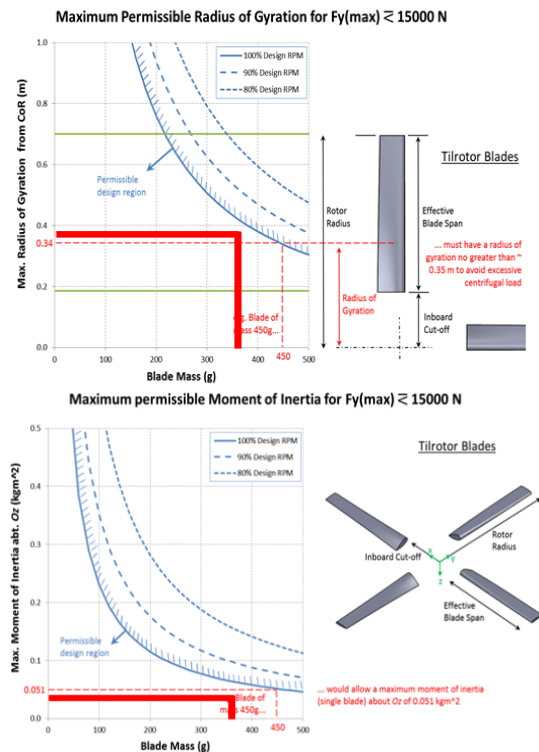 Maximum Permissible Radius of Gyration for Fy(max) ≂ 15000 N
Max. Radius of Gyration from CoR (m)
1.0
0.8
0.6
0.4
0.34
0.2
0.0
0
100
200
300
400
500
450
Blade Mass (g)
100% Design RPM
90% Design RPM
80% Design RPM
Permissible
design region
Blade of
mass 450g...
Rotor
Radius
Radius of
Gyration
Tilrotor Blades
Effective
Blade Span
... must have a radius of
gyration no greater than ~
0.35 m to avoid excessive
centrifugal load
Inboard
Cut-off
Maximum permissible Moment of Inertia for Fy(max) ≂ 15000 N
Max. Moment of Inertia abt. Oz (kgm^2)
0.5
0.4
0.3
0.2
0.1
0.051
0.0
0
100
200
300
400
500
450
Blade Mass (g)
100% Design RPM
90% Design RPM
80% Design RPM
Permissible
design region
Blade of
mass 450g...
Tilrotor Blades
Rotor
Radius
Inboard Cut-off
x
y
z
Effective
Blade Span
... would allow a maximum moment of inertia
(single blade) about Oz of 0.051 kgm^2